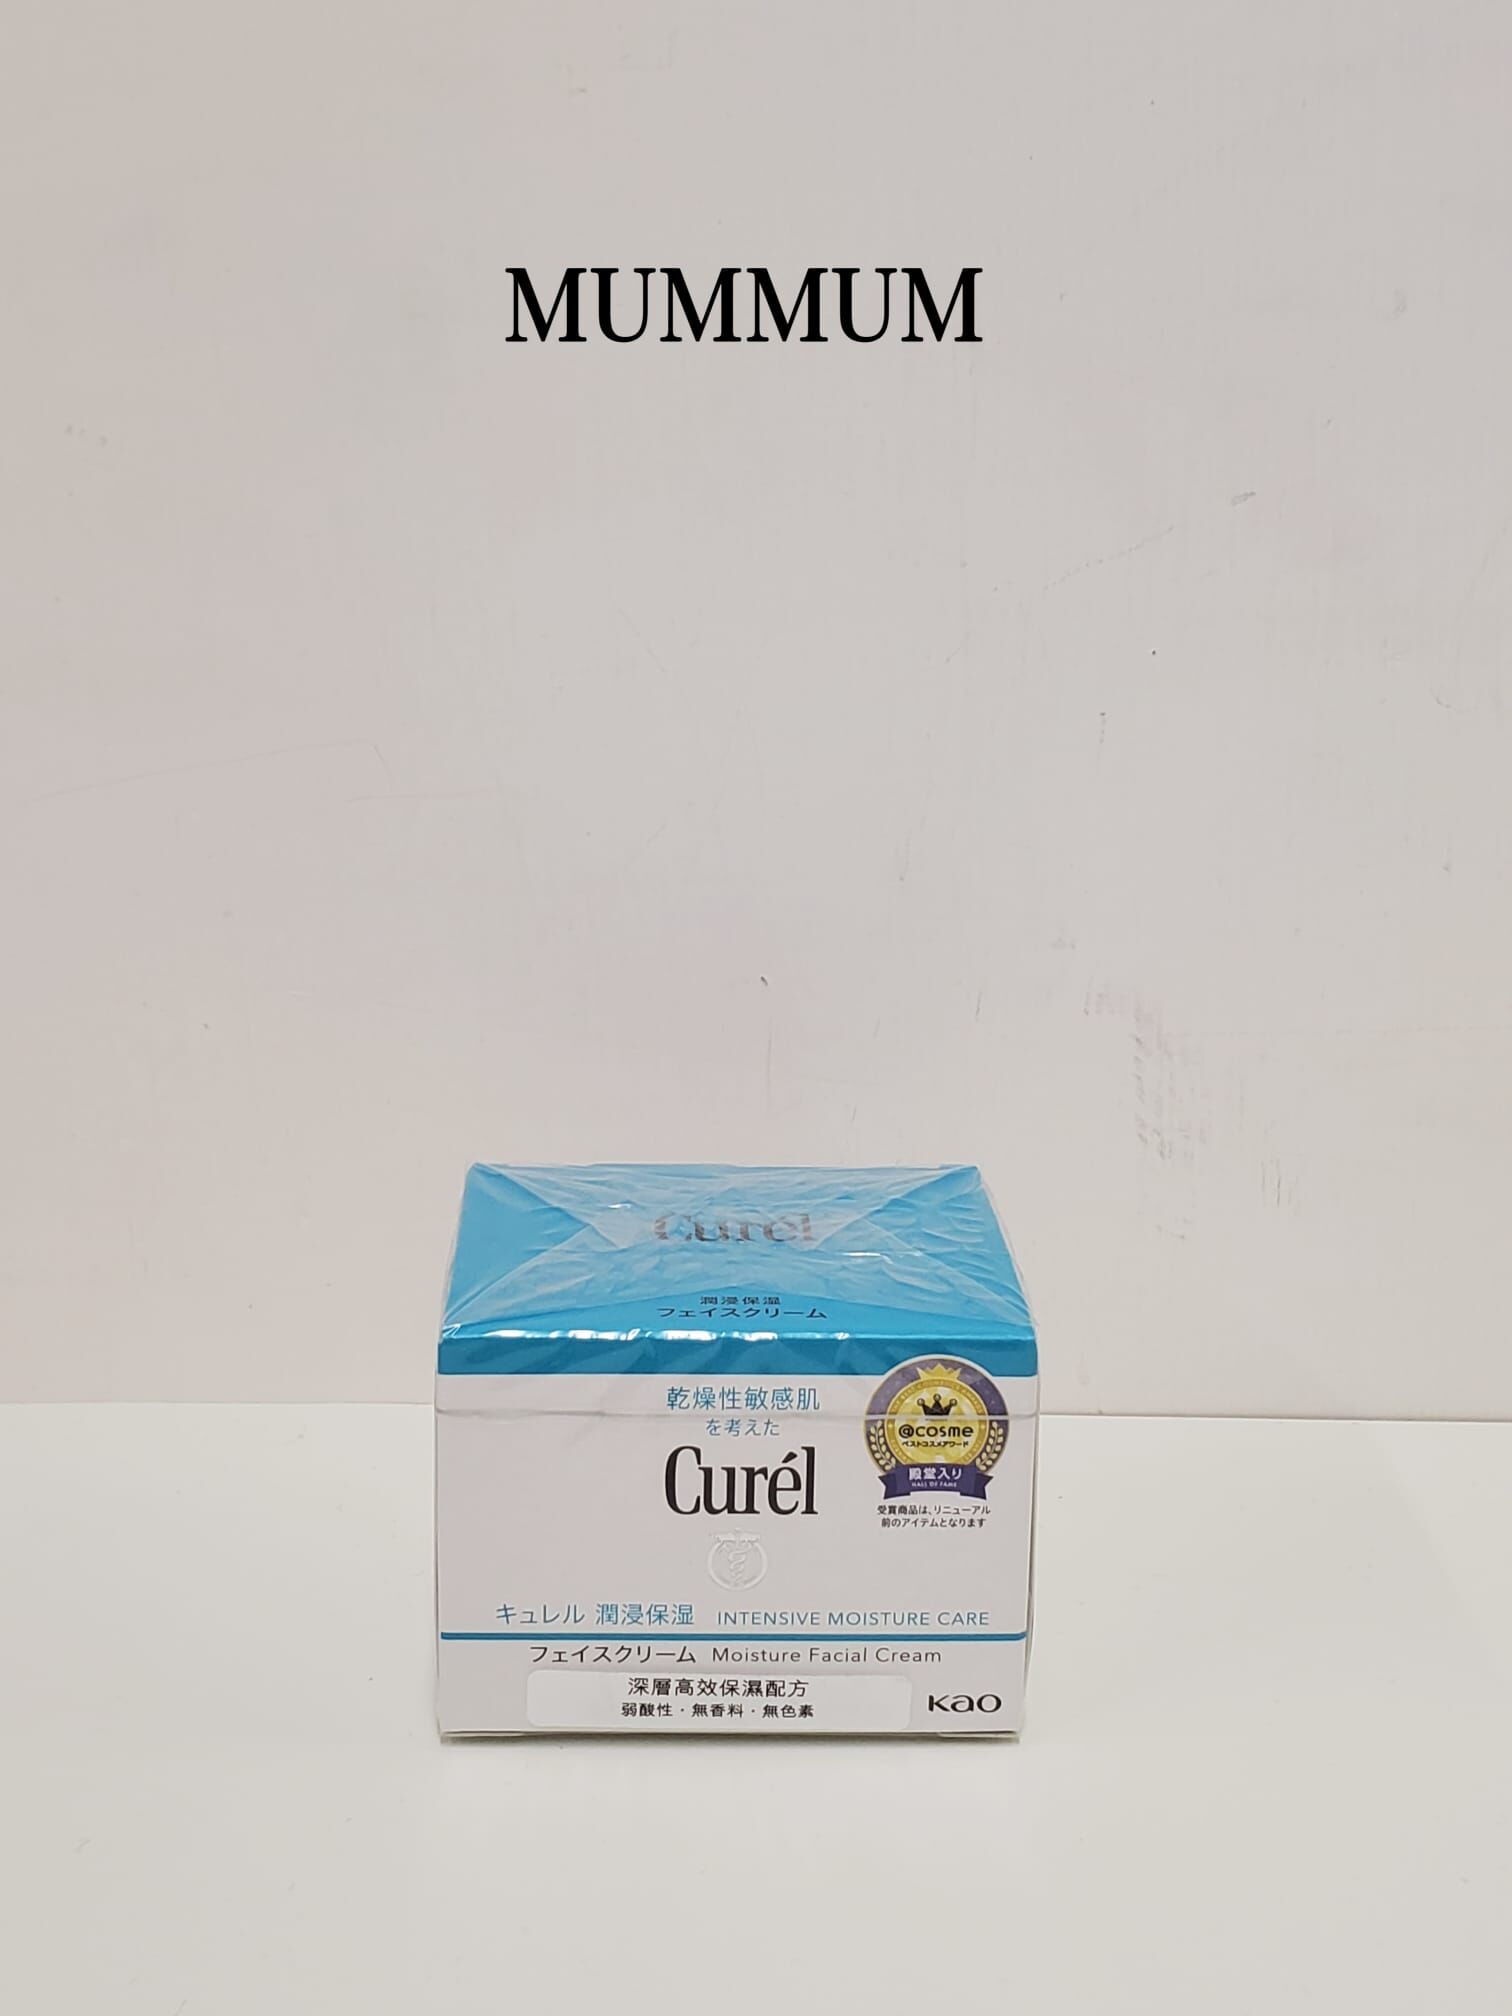 MUMMUM
Curél
潤浸保湿
フェイスクリーム
乾燥性敏感肌
を考えた
Curél
@cosme
ベストコスメアワード
殿堂入り
HALL OF FAME
受賞商品は、リニューアル
前のアイテムとなります
キュレル 潤浸保湿 INTENSIVE MOISTURE CARE
フェイスクリーム Moisture Facial Cream
深層高效保濕配方
弱酸性・無香料・無色素
Kao